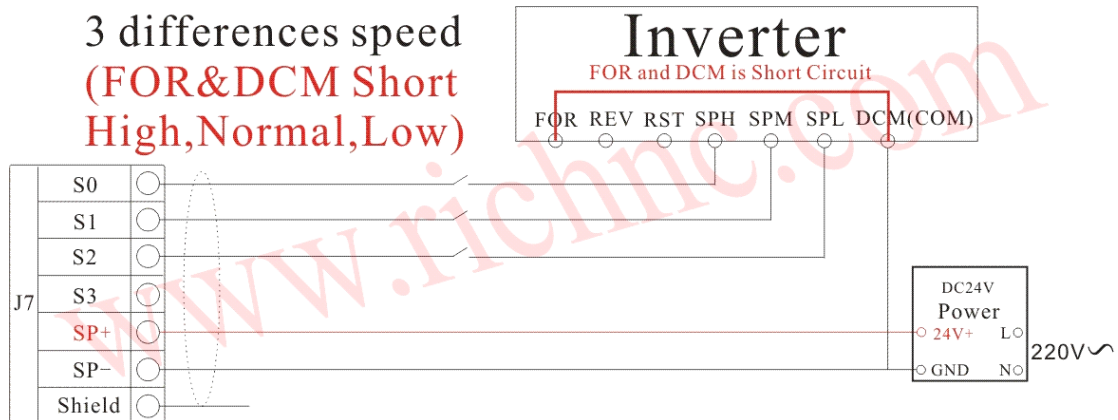 3 differences speed
(FOR&DCM Short
High,Normal,Low)
Inverter
FOR and DCM is Short Circuit
FOR REV RST SPH SPM SPL DCM(COM)
J7
S0
S1
S2
S3
SP+
SP−
Shield
DC24V
Power
24V+ L
GND N
220V
www.richnc.com